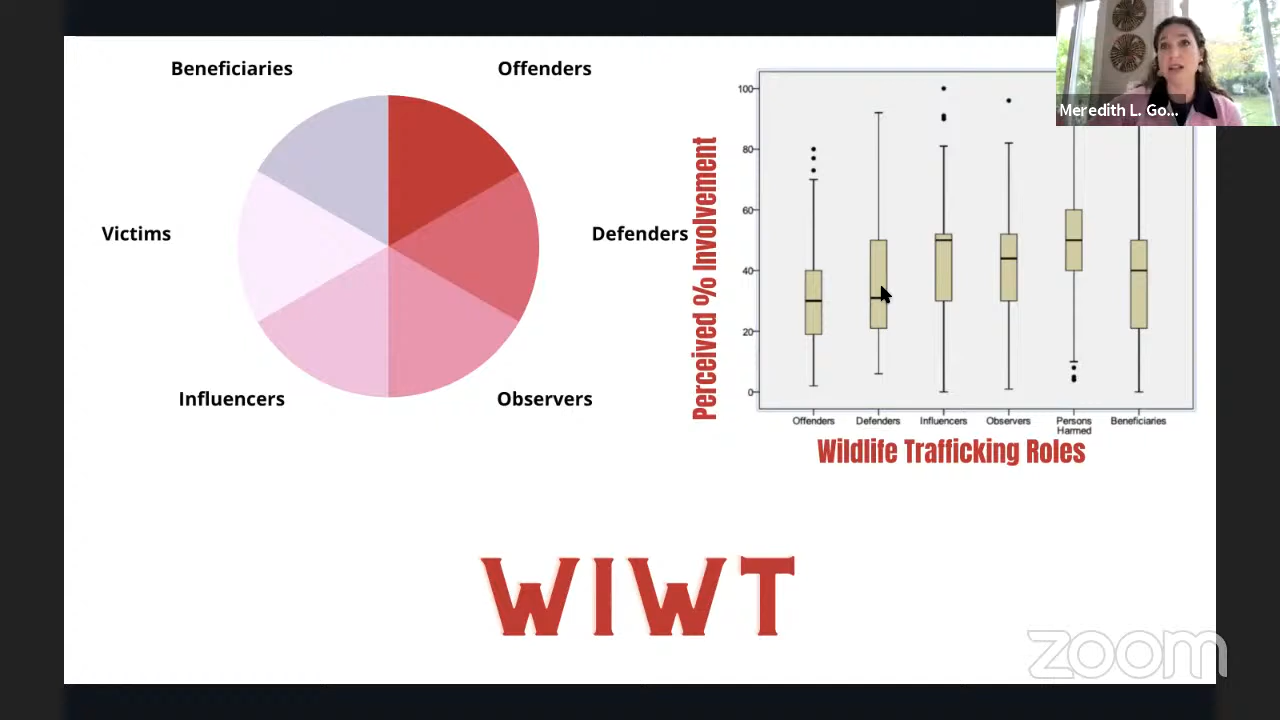 Beneficiaries
Offenders
Victims
Defenders
Influencers
Observers
Meredith L. Go...
Perceived % Involvement
100
80
60
40
20
0
Offenders
Defenders
Influencers
Observers
Persons
Harmed
Beneficiaries
Wildlife Trafficking Roles
WIWT
zoom